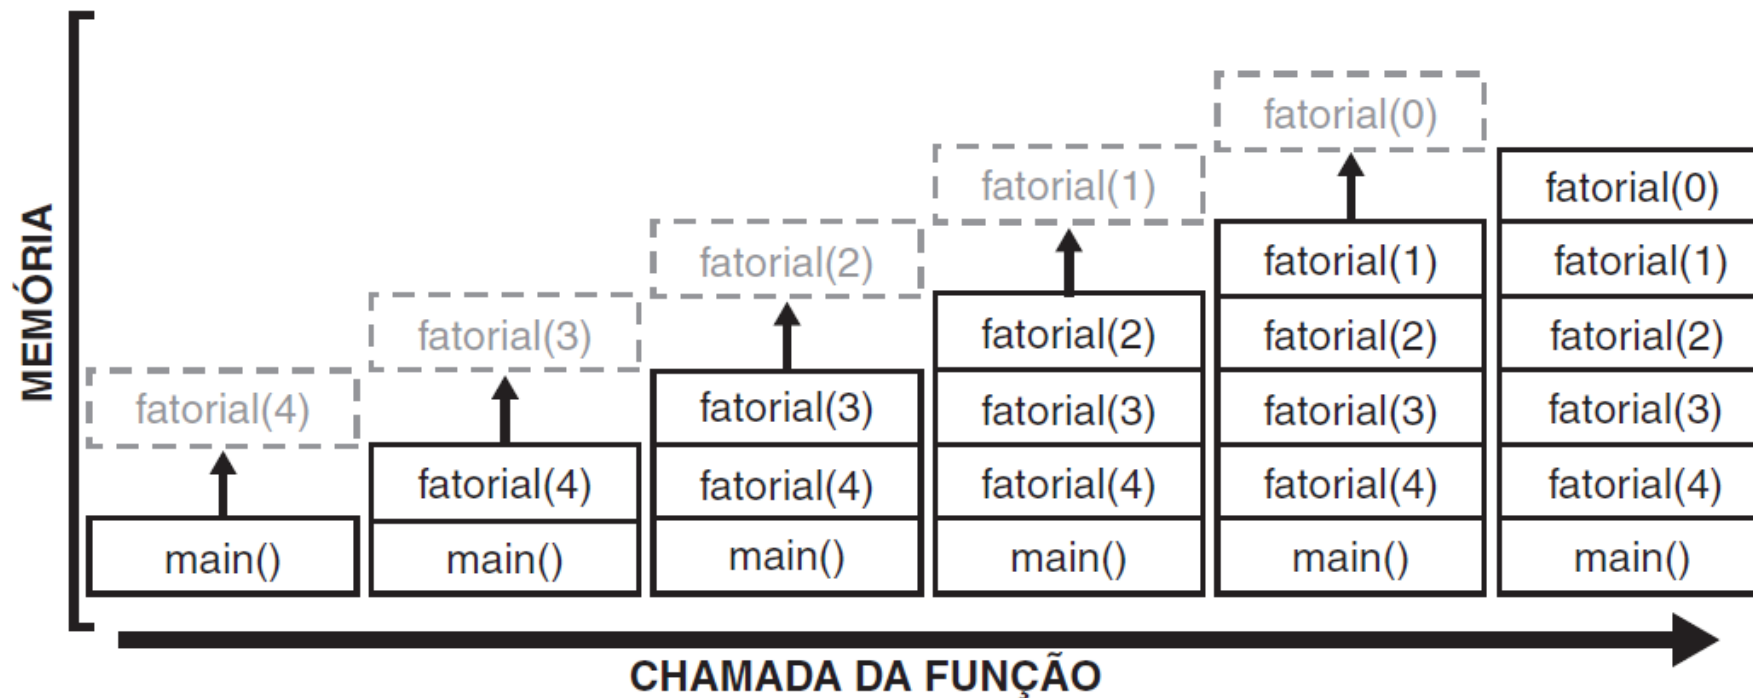 MEMÓRIA
fatorial(4)
main()
fatorial(3)
fatorial(4)
main()
fatorial(2)
fatorial(3)
fatorial(4)
main()
fatorial(1)
fatorial(2)
fatorial(3)
fatorial(4)
main()
fatorial(0)
fatorial(1)
fatorial(2)
fatorial(3)
fatorial(4)
main()
fatorial(0)
fatorial(1)
fatorial(2)
fatorial(3)
fatorial(4)
main()
CHAMADA DA FUNÇÃO